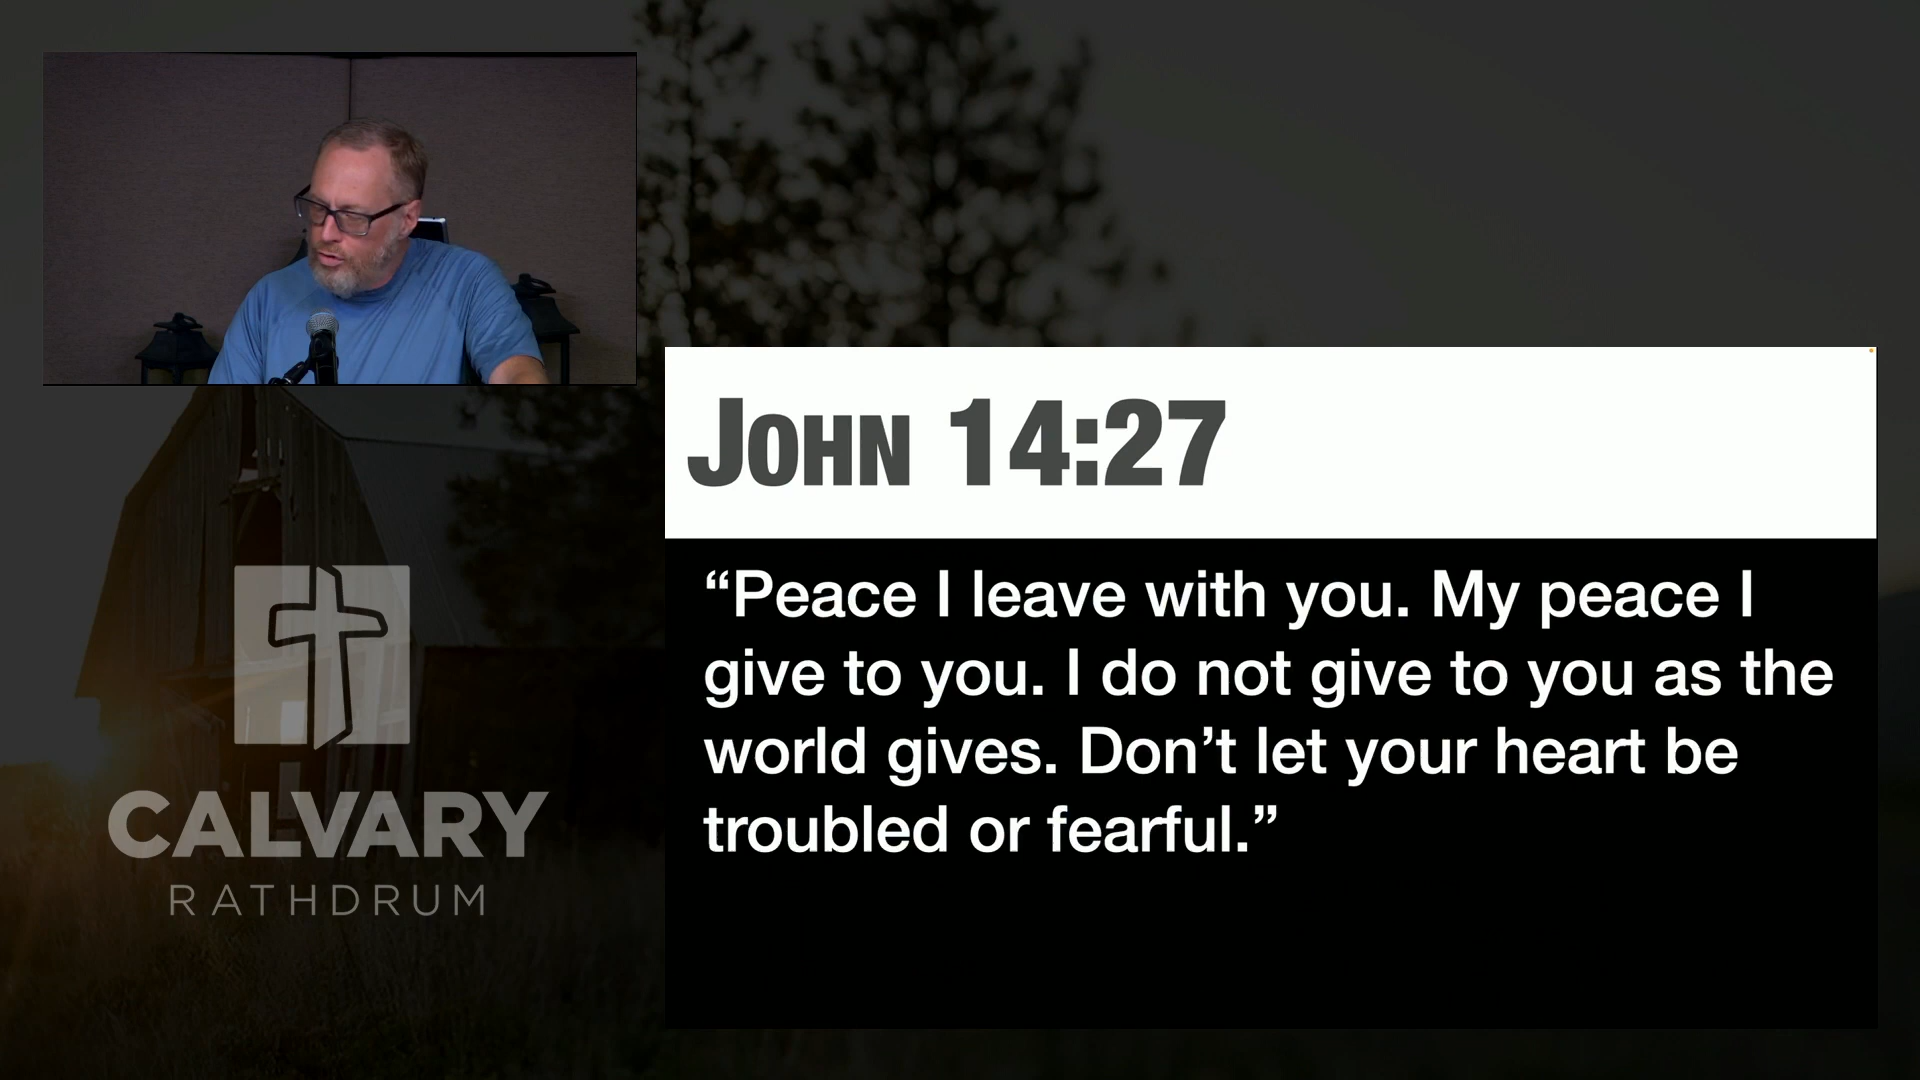 JOHN 14:27
“Peace I leave with you. My peace I
give to you. I do not give to you as the
world gives. Don’t let your heart be
troubled or fearful.”
CALVARY
RATHDRUM